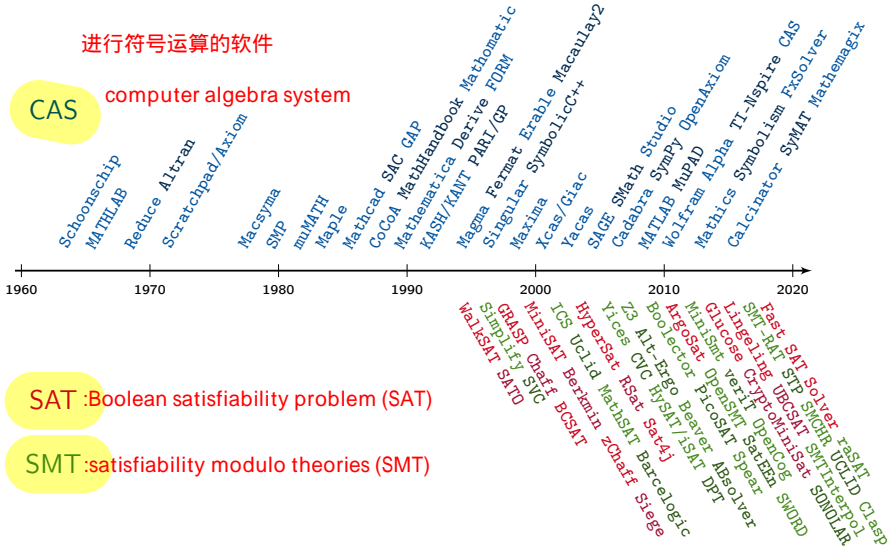 进行符号运算的软件
CAS
computer algebra system
Schoonschip
MATHLAB
Reduce Altran
Scratchpad/Axiom
Macsyma
SMP
muMATH
Maple
Mathcad SAC GAP
CoCoA MathHandbook Mathomatic
Mathematica Derive FORM
KASH/KANT PARI/GP
Magma Fermat Erable Macaulay2
Singular SymbolicC++
Maxima
Xcas/Giac
Yacas
SAGE SMath Studio
Cadabra SymPy OpenAxiom
MATLAB MuPAD
Wolfram Alpha TI-Nspire CAS
Mathics Symbolism FxSolver
Calcinator SyMAT Mathemagix
1960 1970 1980 1990 2000 2010 2020
WalkSAT SATO
Simplify SVC
GRASP Chaff BCSAT
MiniSAT Berkmin zChaff Siege
ICS Uclid MathSAT Barcelogic
HyperSat RSat Sat4j
Yices CVC HySAT/iSAT DPT
Z3 Alt-Ergo Beaver ABsolver
Boolector PicoSAT Spear
ArgoSat OpenSMT SatEEn SWORD
MiniSmt veriT OpenCog
Glucose CryptoMiniSat SONOLAR
Lingeling UBCSAT SMTInterpol
SMT-RAT STP SMCHR UCLID Clasp
Fast SAT Solver raSAT
SAT :Boolean satisfiability problem (SAT)
SMT :satisfiability modulo theories (SMT)